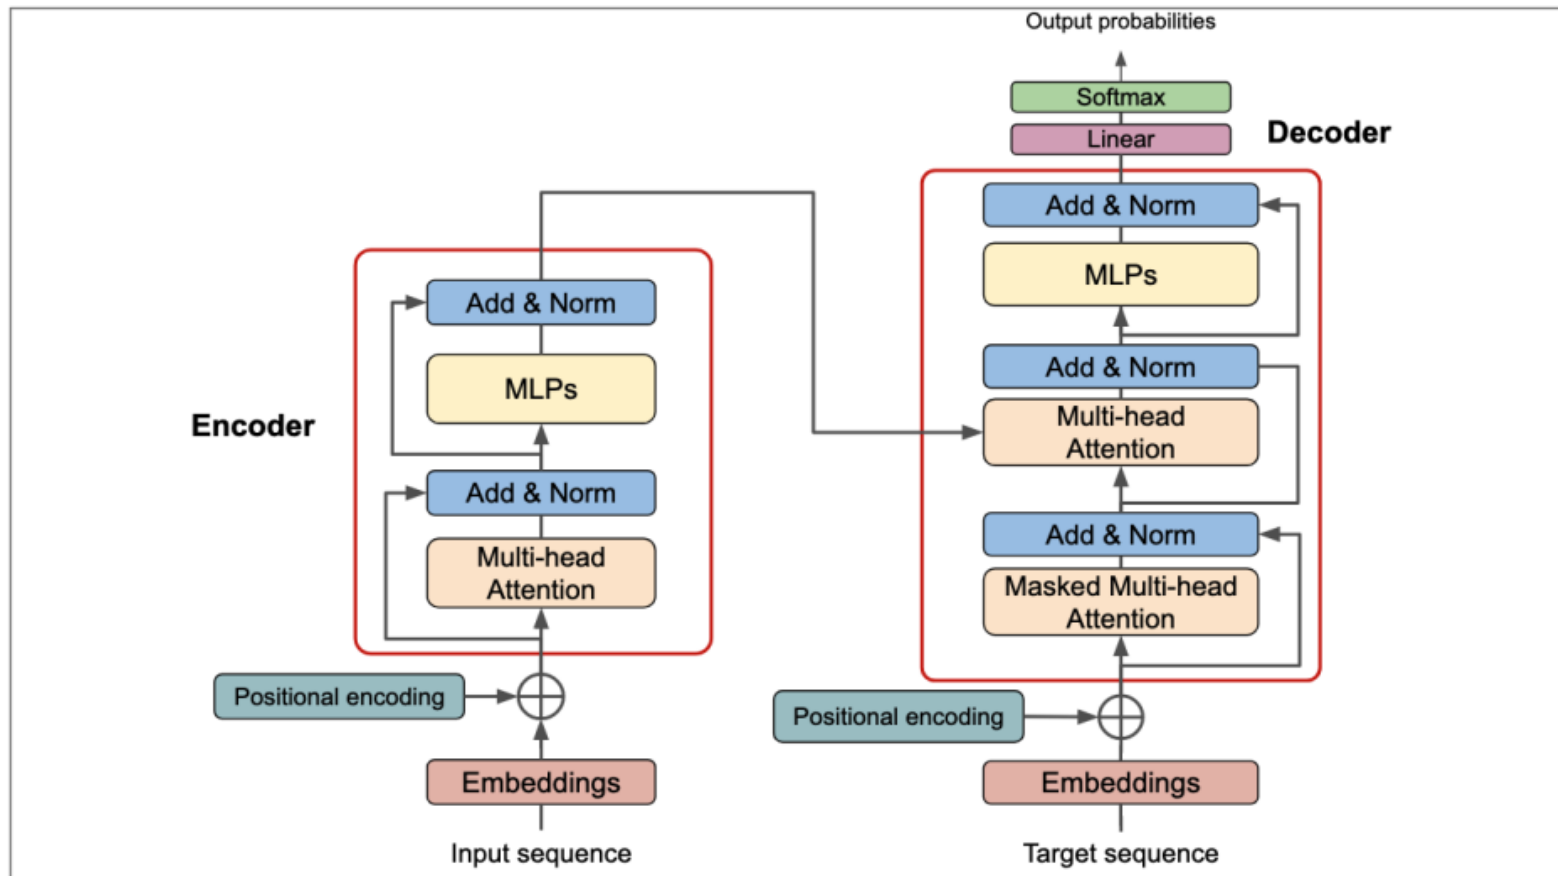 Output probabilities
Softmax
Linear
Decoder
Add & Norm
MLPs
Add & Norm
Multi-head
Attention
Add & Norm
Masked Multi-head
Attention
Positional encoding
Embeddings
Target sequence
Encoder
Add & Norm
MLPs
Add & Norm
Multi-head
Attention
Positional encoding
Embeddings
Input sequence